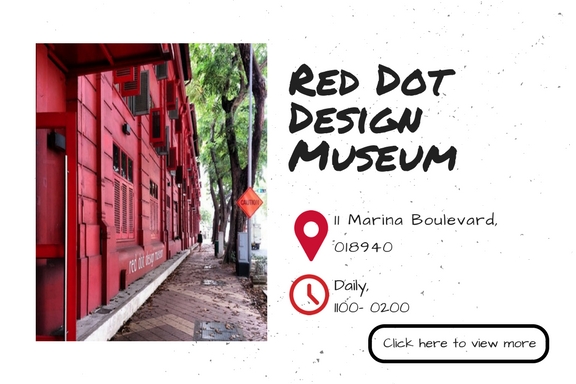 RED DOT
DESIGN
MUSEUM
11 Marina Boulevard,
018940
Daily,
1100- 0200
Click here to view more
red dot design museum
CAUTION